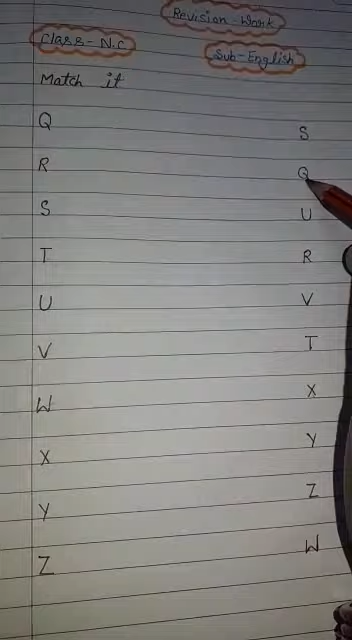 Revision-Work
Class-N.C
Sub-English
Match it
Q S
R Q
S U
T R
U V
V T
W X
X Y
Y Z
Z W